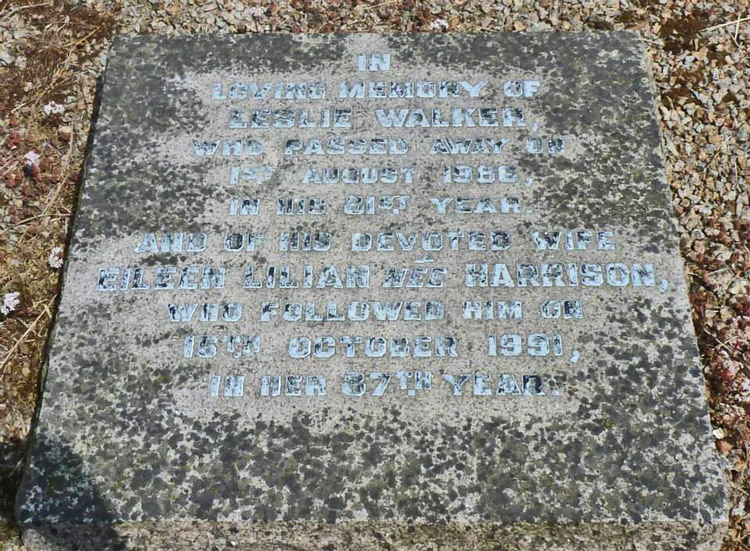 IN
LOVING MEMORY OF
LESLIE WALKER,
WHO PASSED AWAY ON
1ST AUGUST 1986,
IN HIS 81ST YEAR.
AND OF HIS DEVOTED WIFE
EILEEN LILIAN NÉE HARRISON,
WHO FOLLOWED HIM ON
15TH OCTOBER 1991,
IN HER 87TH YEAR.